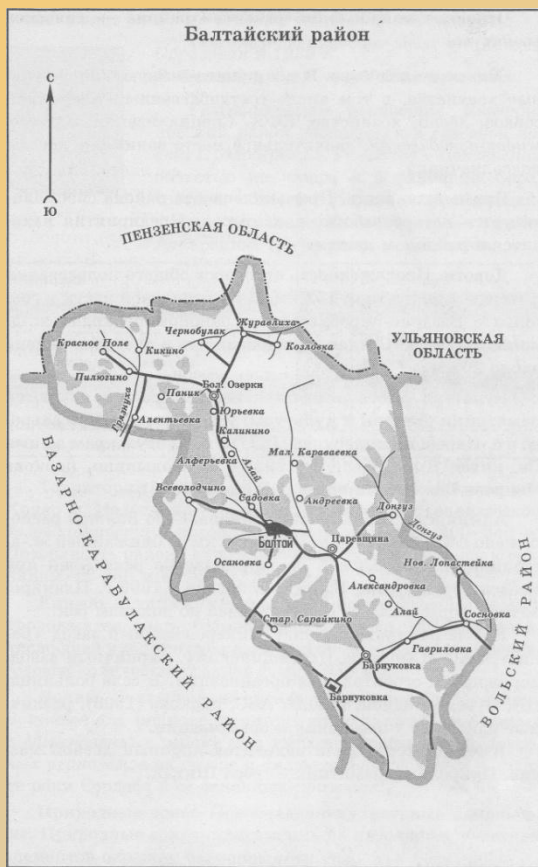 Балтайский район
С
Ю
ПЕНЗЕНСКАЯ ОБЛАСТЬ
УЛЬЯНОВСКАЯ
ОБЛАСТЬ
Журавлиха
Чернобулак
Козловка
Красное Поле
Кикино
Пилюгино
Бол. Озерки
Паник
Грязнуха
Юрьевка
Алентьевка
Калинино
Мал. Караваевка
Алферьевка
Алай
Всеволодчино
Садовка
Андреевка
Донгуз
Донгуз
Балтай
Царевщина
Осановка
Нов. Лопастейка
Александровка
Алай
Сосновка
Стар. Сарайкино
Гавриловка
Барнуковка
Барнуковка
БАЗАРНО-КАРАБУЛАКСКИЙ РАЙОН
ВОЛЬСКИЙ РАЙОН